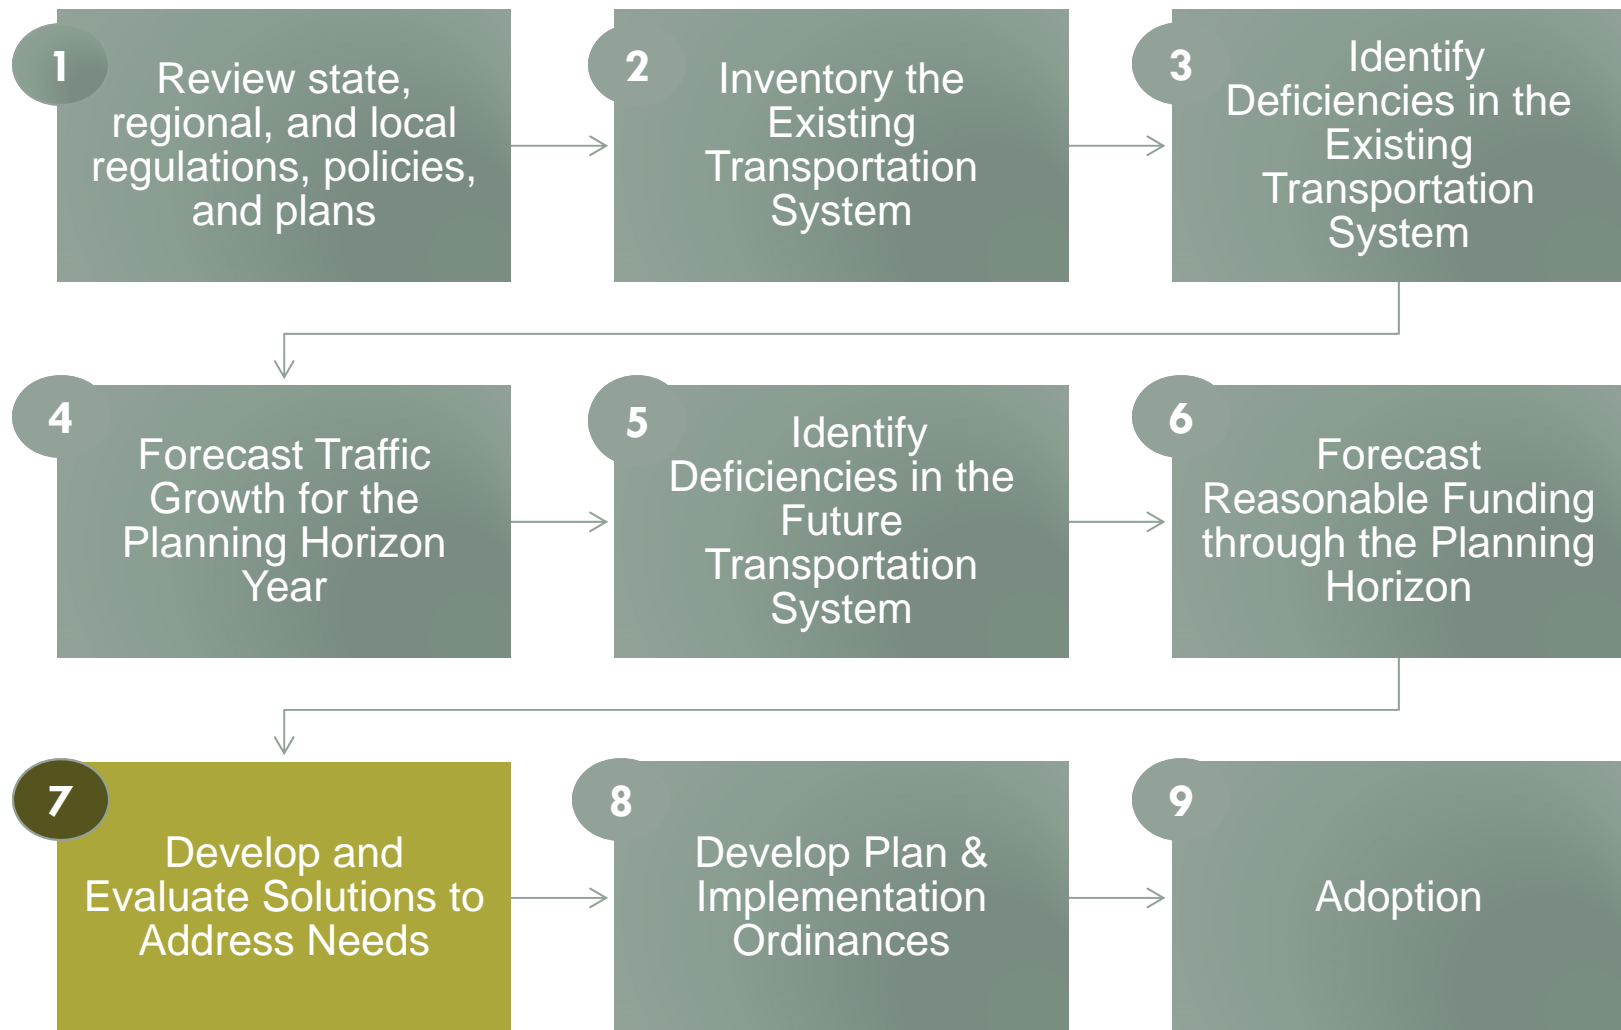 1
Review state,
regional, and local
regulations, policies,
and plans
2
Inventory the
Existing
Transportation
System
3
Identify
Deficiencies in the
Existing
Transportation
System
4
Forecast Traffic
Growth for the
Planning Horizon
Year
5
Identify
Deficiencies in the
Future
Transportation
System
6
Forecast
Reasonable Funding
through the Planning
Horizon
7
Develop and
Evaluate Solutions to
Address Needs
8
Develop Plan &
Implementation
Ordinances
9
Adoption